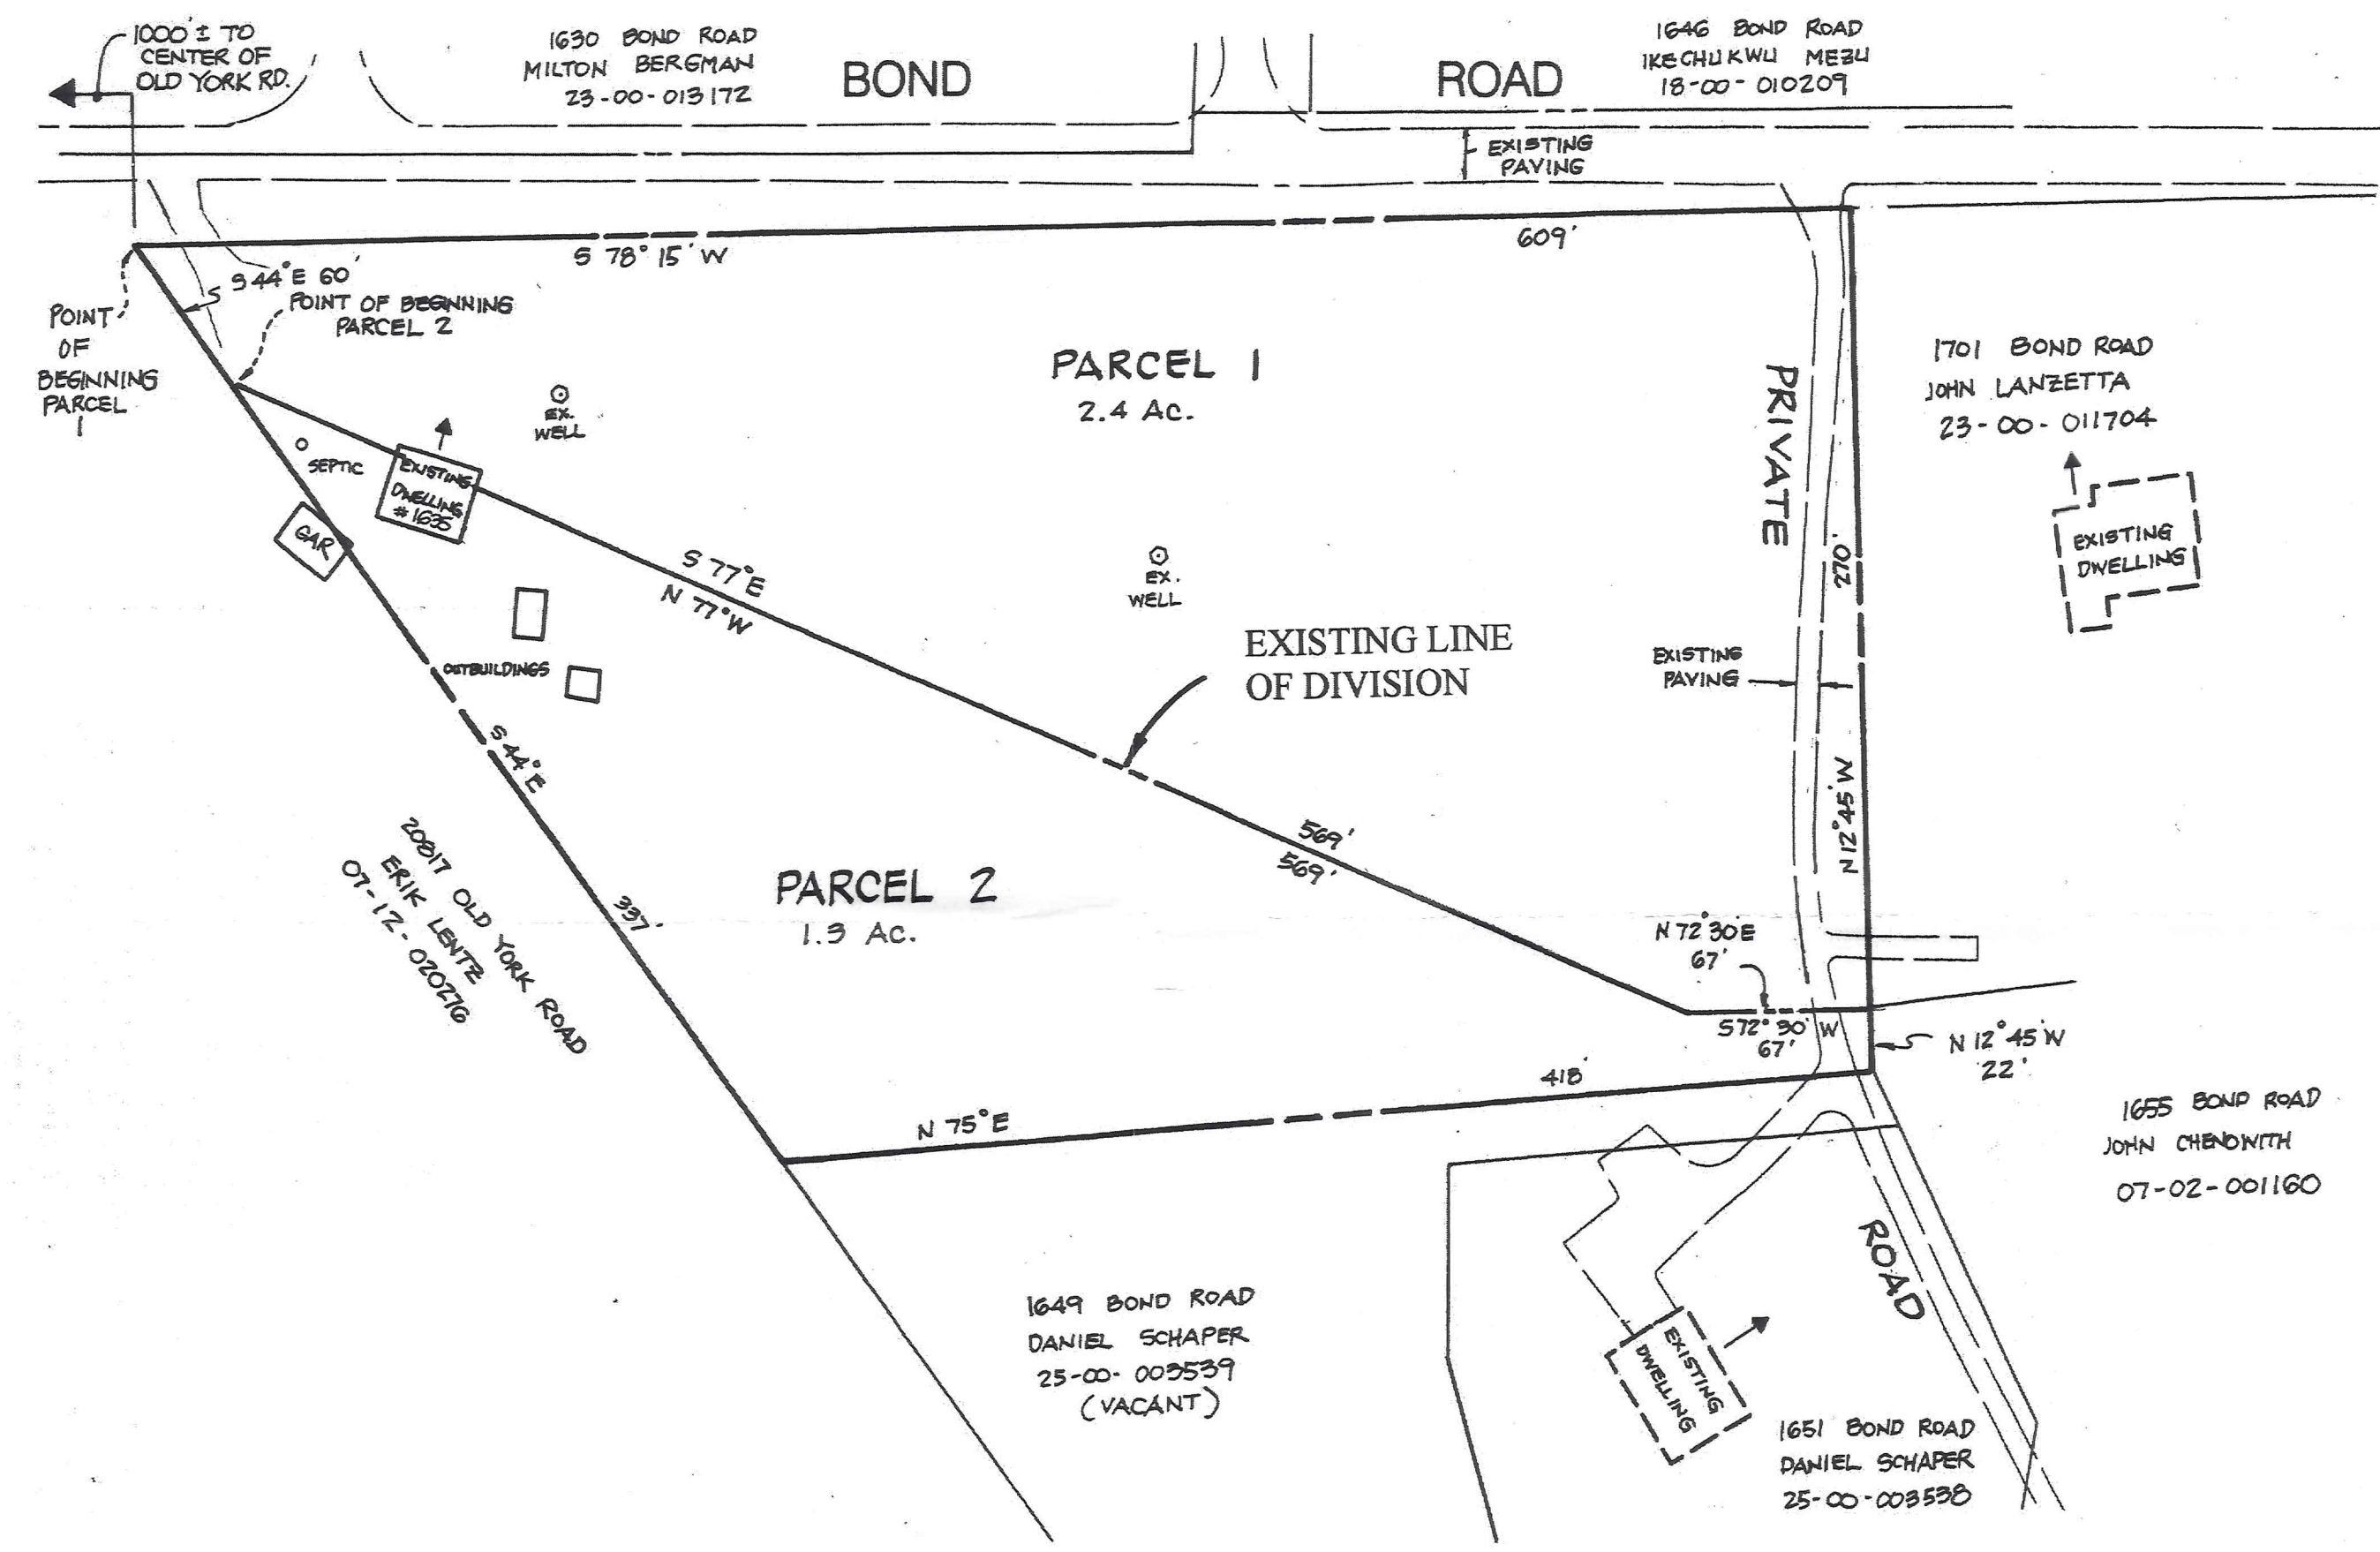 1000'± TO
CENTER OF
OLD YORK RD.
1630 BOND ROAD
MILTON BERGMAN
23-00-013172
BOND
ROAD
1646 BOND ROAD
IKECHUKWU MEZU
18-00-010209
EXISTING
PAVING
S 78° 15' W
609'
S 44° E 60'
POINT OF BEGINNING
PARCEL 2
POINT
OF
BEGINNING
PARCEL
1
EX.
WELL
PARCEL 1
2.4 AC.
PRIVATE
1701 BOND ROAD
JOHN LANZETTA
23-00-011704
SEPTIC
EXISTING
DWELLING
#1635
GAR
S 77° E
N 77° W
EX.
WELL
270'
EXISTING
DWELLING
OUTBUILDINGS
EXISTING LINE
OF DIVISION
EXISTING
PAVING
S 44° E
N 12° 45' W
569'
569'
20817 OLD YORK ROAD
ERIK LENTZ
07-12-020276
337'
PARCEL 2
1.3 AC.
N 72° 30' E
67'
S 72° 30' W
67'
N 12° 45' W
22'
418'
N 75° E
1655 BOND ROAD
JOHN CHENOWITH
07-02-001160
ROAD
1649 BOND ROAD
DANIEL SCHAPER
25-00-003539
(VACANT)
EXISTING
DWELLING
1651 BOND ROAD
DANIEL SCHAPER
25-00-003538